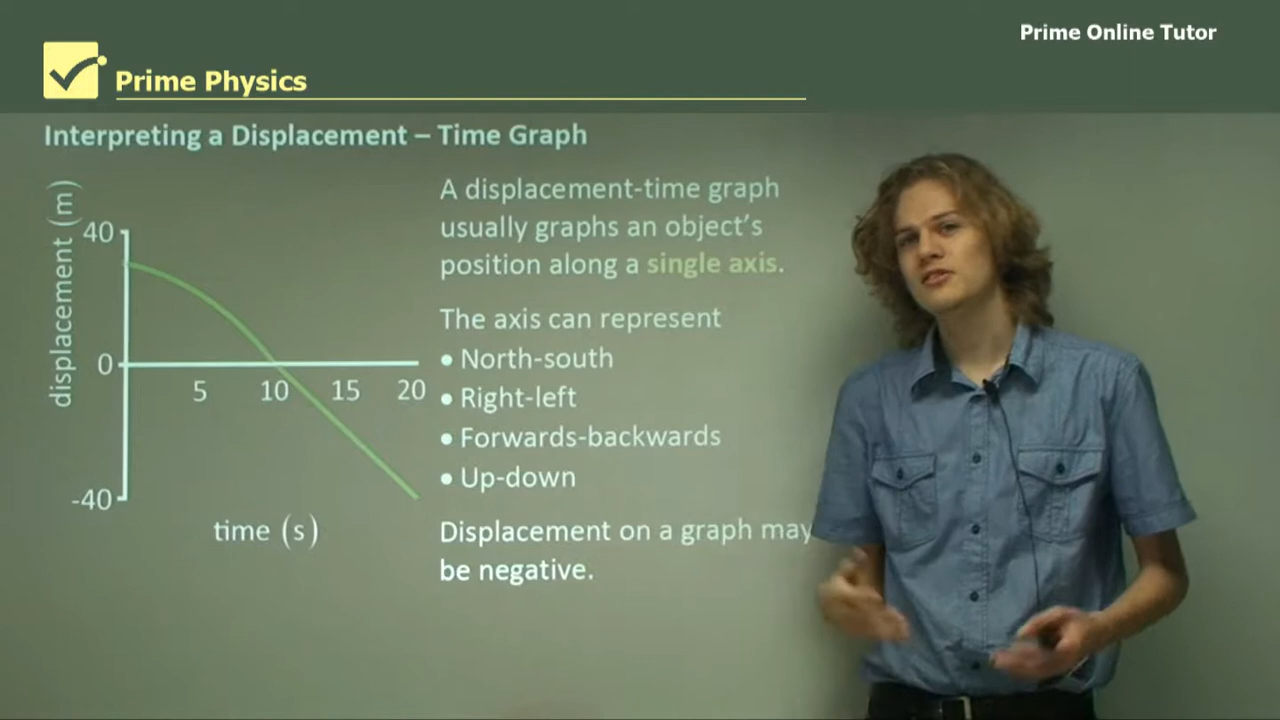 Prime Online Tutor
Prime Physics
Interpreting a Displacement – Time Graph
displacement (m)
40
0
-40
5 10 15 20
time (s)
A displacement-time graph
usually graphs an object's
position along a single axis.
The axis can represent
• North-south
• Right-left
• Forwards-backwards
• Up-down
Displacement on a graph may
be negative.